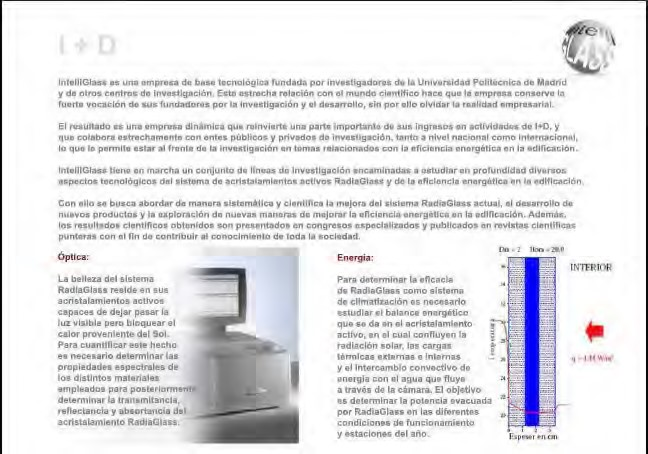 I + D
IntelliGlass es una empresa de base tecnológica fundada por investigadores de la Universidad Politécnica de Madrid
y de otros centros de investigación. Esta estrecha relación con el mundo científico hace que la empresa conserve la
fuerte vocación de sus fundadores por la investigación y el desarrollo, sin por ello olvidar la realidad empresarial.
El resultado es una empresa dinámica que reinvierte una parte importante de sus ingresos en actividades de I+D, y
que colabora estrechamente con entes públicos y privados de investigación, tanto a nivel nacional como internacional,
lo que le permite estar al frente de la investigación en temas relacionados con la eficiencia energética en la edificación.
IntelliGlass tiene en marcha un conjunto de líneas de investigación encaminadas a estudiar en profundidad diversos
aspectos tecnológicos del sistema de acristalamientos activos RadiaGlass y de la eficiencia energética en la edificación.
Con ello se busca abordar de manera sistemática y científica la mejora del sistema RadiaGlass actual, el desarrollo de
nuevos productos y la exploración de nuevas maneras de mejorar la eficiencia energética en la edificación. Además,
los resultados científicos obtenidos son presentados en congresos especializados y publicados en revistas científicas
punteras con el fin de contribuir al conocimiento de toda la sociedad.
Óptica:
La belleza del sistema
RadiaGlass reside en sus
acristalamientos activos
capaces de dejar pasar la
luz visible pero bloquear el
calor proveniente del Sol.
Para cuantificar este hecho
es necesario determinar las
propiedades espectrales de
los distintos materiales
empleados para posteriormente
determinar la transmitancia,
reflectancia y absortancia del
acristalamiento RadiaGlass.
Energía:
Para determinar la eficacia
de RadiaGlass como sistema
de climatización es necesario
estudiar el balance energético
que se da en el acristalamiento
activo, en el cual confluyen la
radiación solar, las cargas
térmicas externas e internas
y el intercambio convectivo de
energía con el agua que fluye
a través de la cámara. El objetivo
es determinar la potencia evacuada
por RadiaGlass en las diferentes
condiciones de funcionamiento
y estaciones del año.
Dia = 2 Hora = 20.0
INTERIOR
Temperatura
Espesor en cm